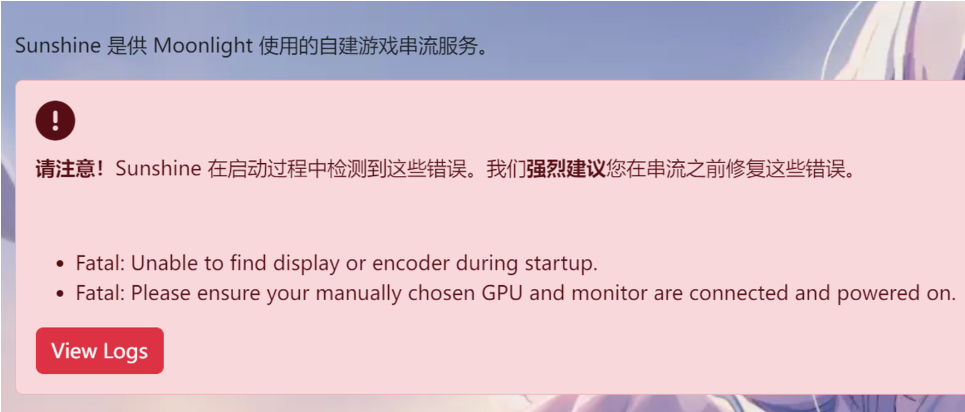 Sunshine 是供 Moonlight 使用的自建游戏串流服务。
请注意！Sunshine 在启动过程中检测到这些错误。我们强烈建议您在串流之前修复这些错误。
• Fatal: Unable to find display or encoder during startup.
• Fatal: Please ensure your manually chosen GPU and monitor are connected and powered on.
View Logs